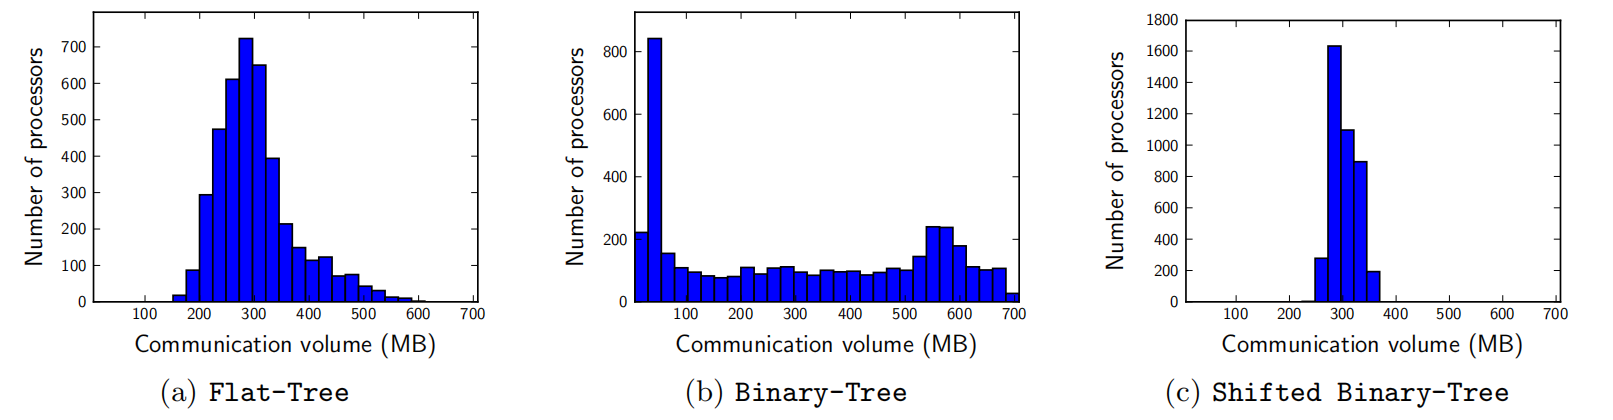 Number of processors
700
600
500
400
300
200
100
0
100 200 300 400 500 600 700
Communication volume (MB)
(a) Flat-Tree
Number of processors
800
600
400
200
0
100 200 300 400 500 600 700
Communication volume (MB)
(b) Binary-Tree
Number of processors
1800
1600
1400
1200
1000
800
600
400
200
0
100 200 300 400 500 600 700
Communication volume (MB)
(c) Shifted Binary-Tree